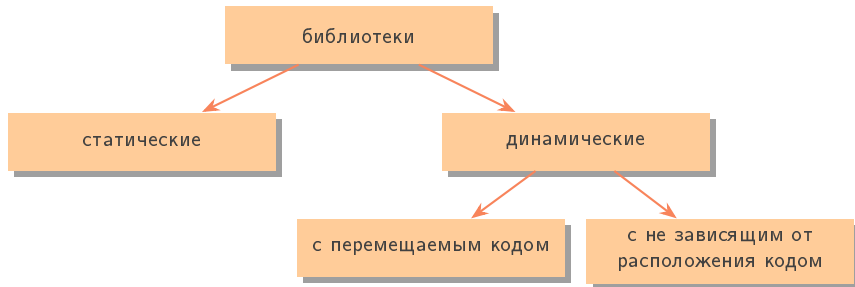 библиотеки
статические
динамические
с перемещаемым кодом
с не зависящим от
расположения кодом